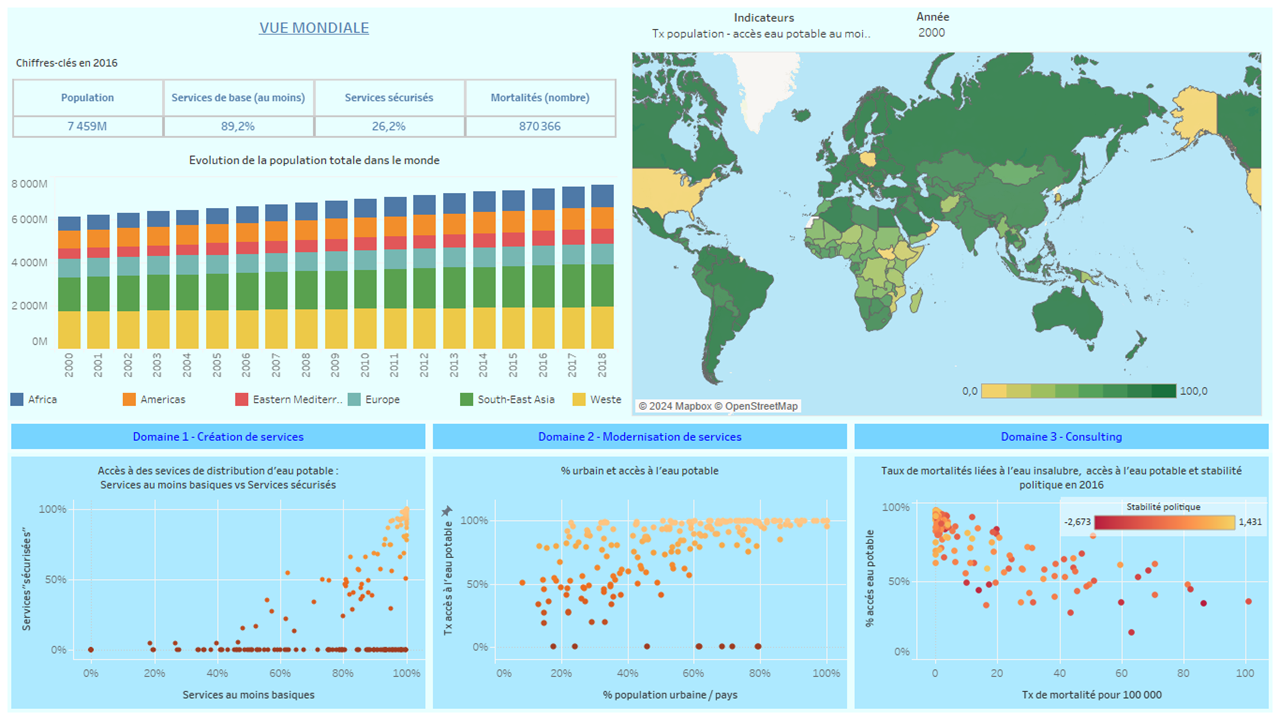 VUE MONDIALE
Chiffres-clés en 2016
Population Services de base (au moins) Services sécurisés Mortalités (nombre)
7 459M 89,2% 26,2% 870 366
Evolution de la population totale dans le monde
8 000M
6 000M
4 000M
2 000M
0M
2000 2001 2002 2003 2004 2005 2006 2007 2008 2009 2010 2011 2012 2013 2014 2015 2016 2017 2018
Africa Americas Eastern Mediterr.. Europe South-East Asia Weste
Indicateurs Année
Tx population - accès eau potable au moi.. 2000
0,0 100,0
© 2024 Mapbox © OpenStreetMap
Domaine 1 - Création de services
Accès à des sevices de distribution d'eau potable :
Services au moins basiques vs Services sécurisés
Services"sécurisées"
100%
50%
0%
0% 20% 40% 60% 80% 100%
Services au moins basiques
Domaine 2 - Modernisation de services
% urbain et accès à l'eau potable
Tx accès à l'eau potable
100%
50%
0%
0% 20% 40% 60% 80% 100%
% population urbaine / pays
Domaine 3 - Consulting
Taux de mortalités liées à l'eau insalubre, accès à l'eau potable et stabilité
politique en 2016
Stabilité politique
-2,673 1,431
% accés eau potable
100%
50%
0%
0 20 40 60 80 100
Tx de mortalité pour 100 000